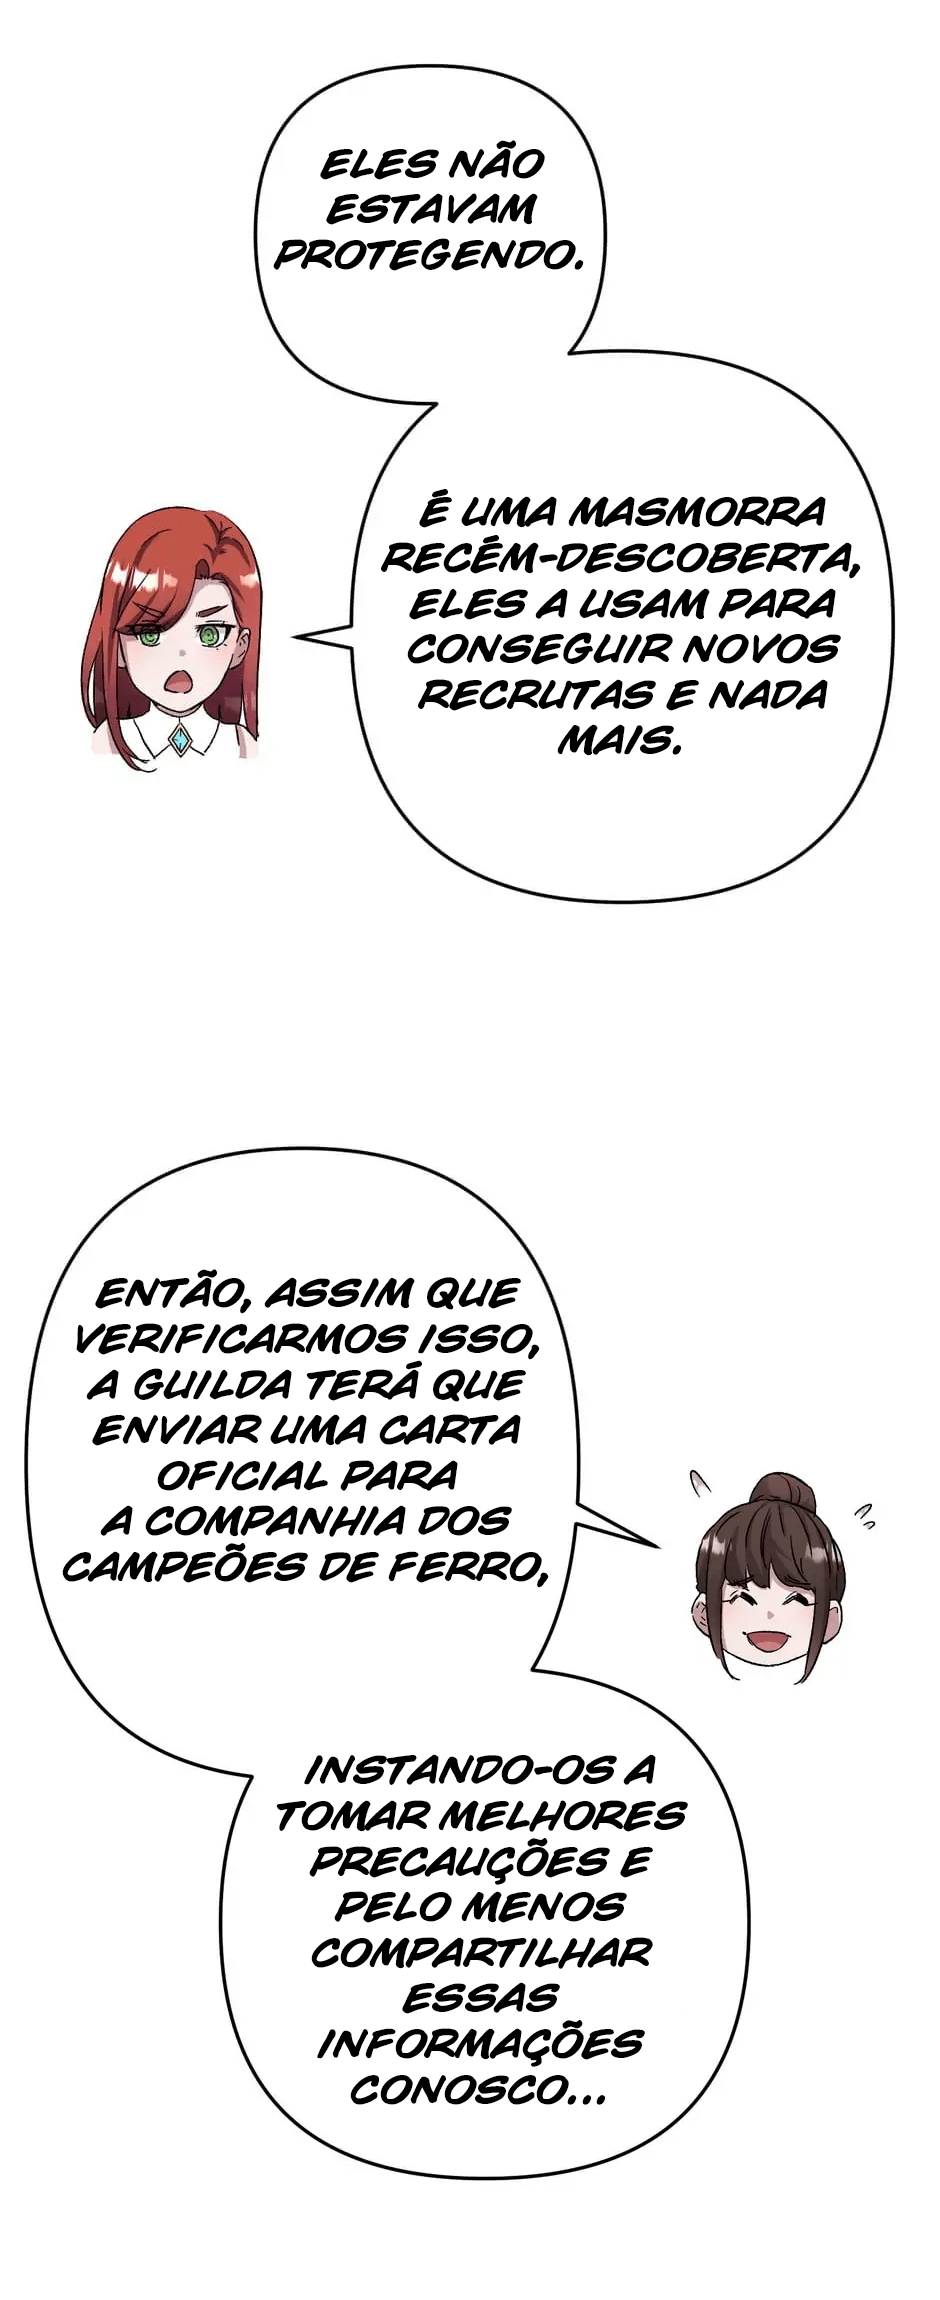 ELES NÃO
ESTAVAM
PROTEGENDO.
É UMA MASMORRA
RECÉM-DESCOBERTA,
ELES A USAM PARA
CONSEGUIR NOVOS
RECRUTAS E NADA
MAIS.
ENTÃO, ASSIM QUE
VERIFICARMOS ISSO,
A GUILDA TERÁ QUE
ENVIAR UMA CARTA
OFICIAL PARA
A COMPANHIA DOS
CAMPEÕES DE FERRO,
INSTANDO-OS A
TOMAR MELHORES
PRECAUÇÕES E
PELO MENOS
COMPARTILHAR
ESSAS
INFORMAÇÕES
CONOSCO...